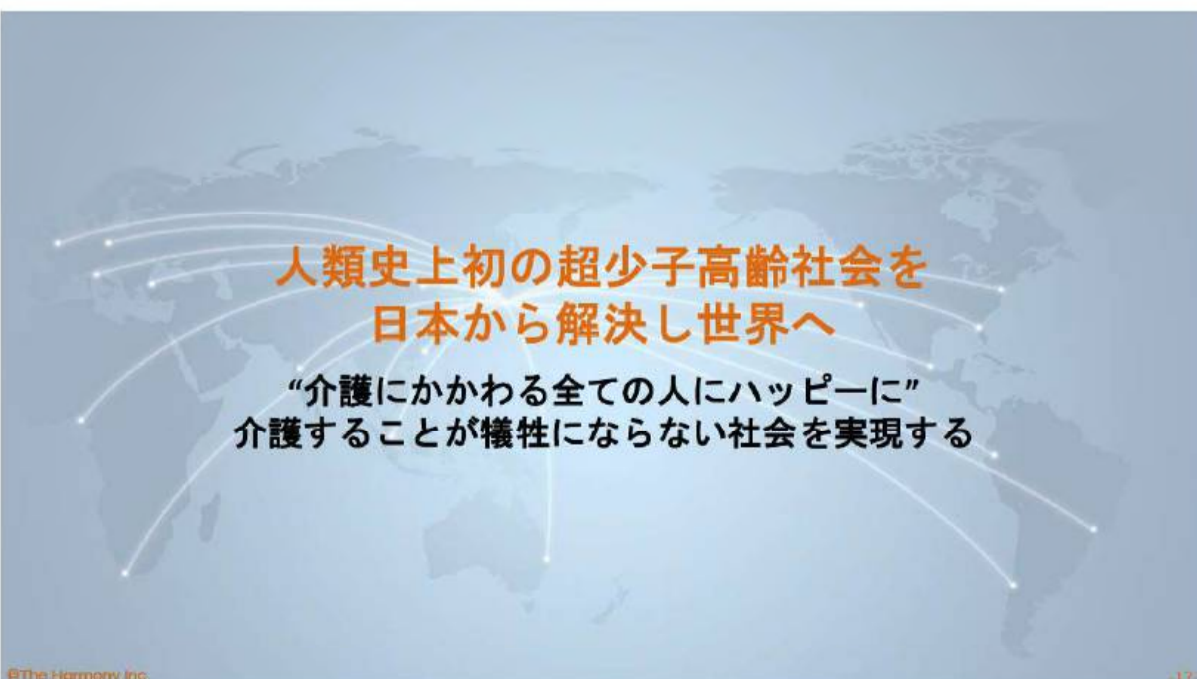 人類史上初の超少子高齢社会を
日本から解決し世界へ
“介護にかかわる全ての人にハッピーに”
介護することが犠牲にならない社会を実現する
©The Harmony Inc.
-12